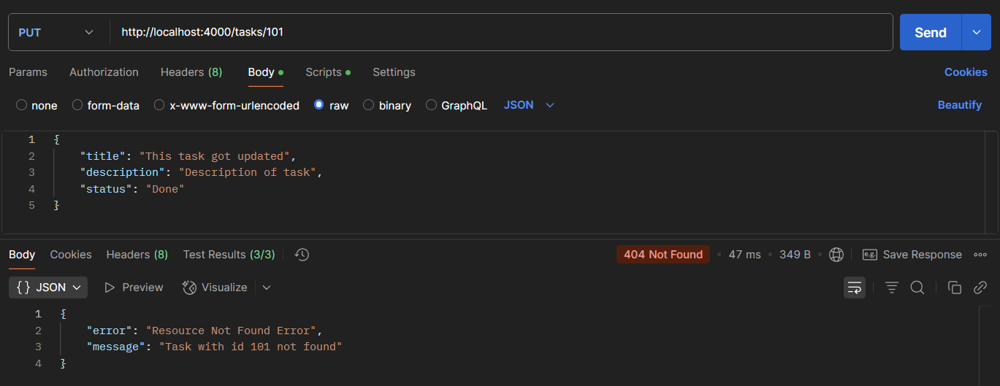 PUT http://localhost:4000/tasks/101 Send
Params Authorization Headers (8) Body Scripts Settings Cookies
none form-data x-www-form-urlencoded raw binary GraphQL JSON Beautify
1 {
2 "title": "This task got updated",
3 "description": "Description of task",
4 "status": "Done"
5 }
Body Cookies Headers (8) Test Results (3/3) 404 Not Found • 47 ms • 349 B • e.g. Save Response
{} JSON Preview Visualize
1 {
2 "error": "Resource Not Found Error",
3 "message": "Task with id 101 not found"
4 }